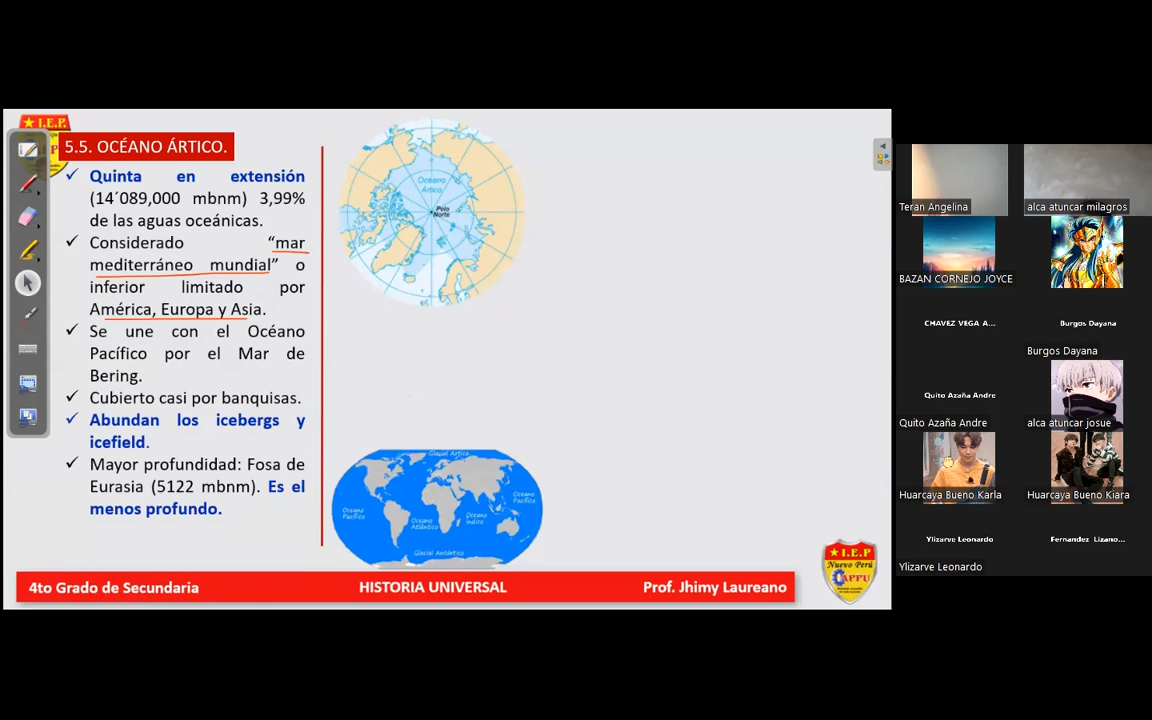 I.E.P.
5.5. OCÉANO ÁRTICO.
✓ Quinta en extensión
(14´089,000 mbnm) 3,99%
de las aguas oceánicas.
✓ Considerado “mar
mediterráneo mundial” o
inferior limitado por
América, Europa y Asia.
✓ Se une con el Océano
Pacífico por el Mar de
Bering.
✓ Cubierto casi por banquisas.
✓ Abundan los icebergs y
icefield.
✓ Mayor profundidad: Fosa de
Eurasia (5122 mbnm). Es el
menos profundo.
Océano
Ártico
Polo
Norte
Glacial Ártico
Océano
Pacífico
Océano
Atlántico
Océano
Índico
Océano
Pacífico
Glacial Antártico
I.E.P
Nuevo Perú
CAPPU
4to Grado de Secundaria
HISTORIA UNIVERSAL
Prof. Jhimy Laureano
Teran Angelina
alca atuncar milagros
BAZAN CORNEJO JOYCE
CHAVEZ VEGA A...
Burgos Dayana
Burgos Dayana
Quito Azaña Andre
Quito Azaña Andre
alca atuncar josue
Huarcaya Bueno Karla
Huarcaya Bueno Kiara
Ylizarve Leonardo
Fernandez Lizano...
Ylizarve Leonardo